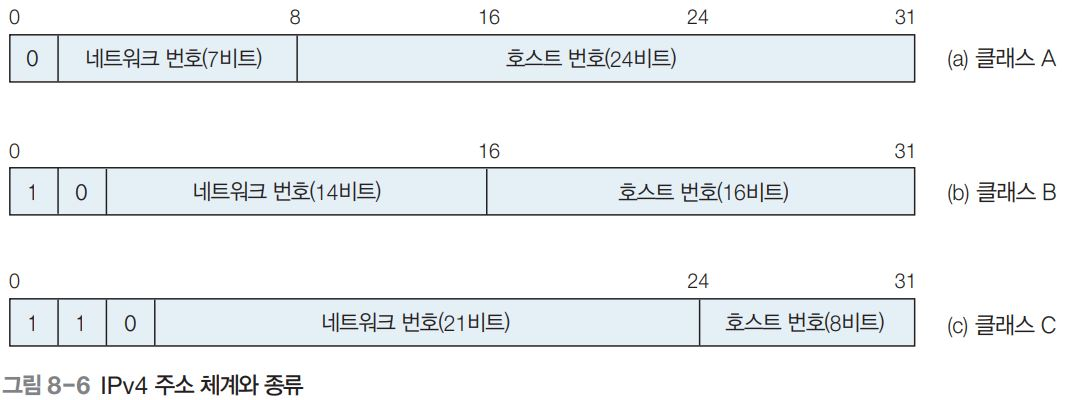 0 8 16 24 31
0 네트워크 번호(7비트) 호스트 번호(24비트) (a) 클래스 A
0 16 31
1 0 네트워크 번호(14비트) 호스트 번호(16비트) (b) 클래스 B
0 24 31
1 1 0 네트워크 번호(21비트) 호스트 번호(8비트) (c) 클래스 C
그림 8-6 IPv4 주소 체계와 종류